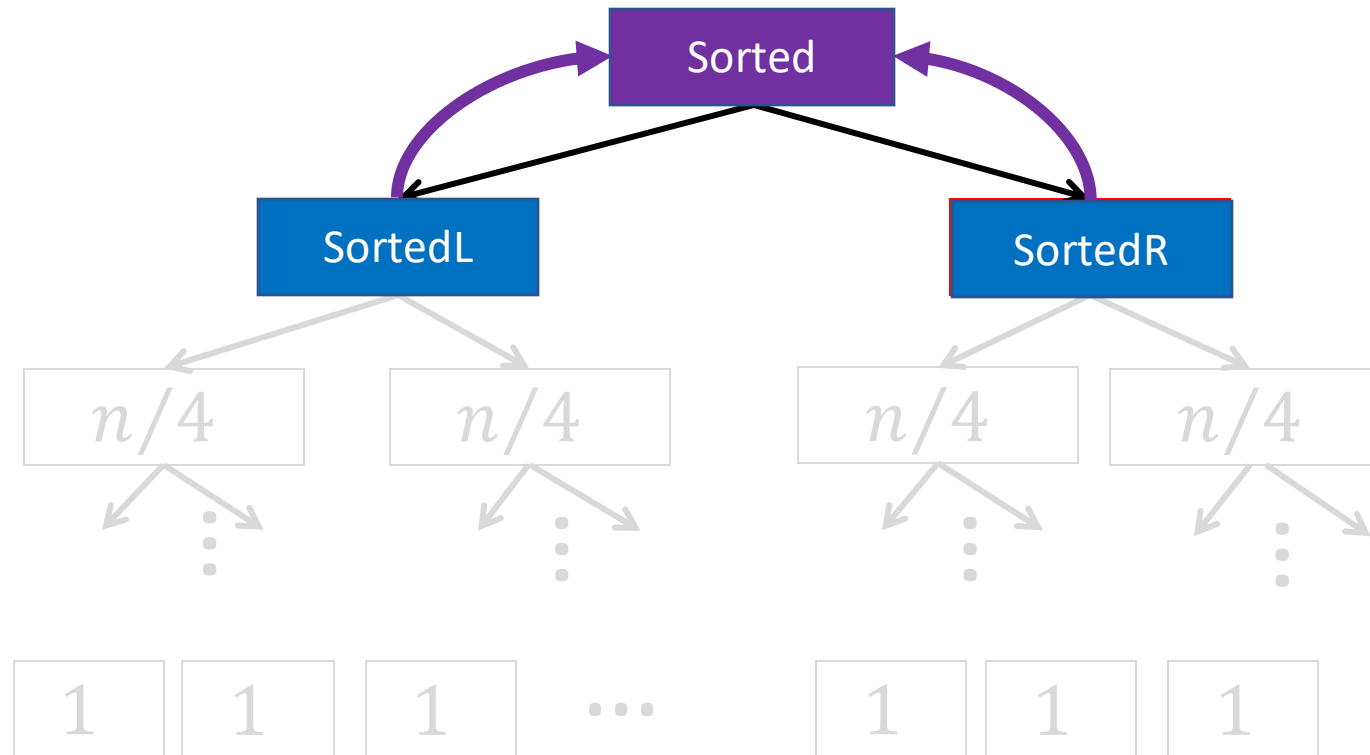 Sorted
SortedL SortedR
n/4 n/4 n/4 n/4
⋮ ⋮ ⋮ ⋮
1 1 1 ⋯ 1 1 1